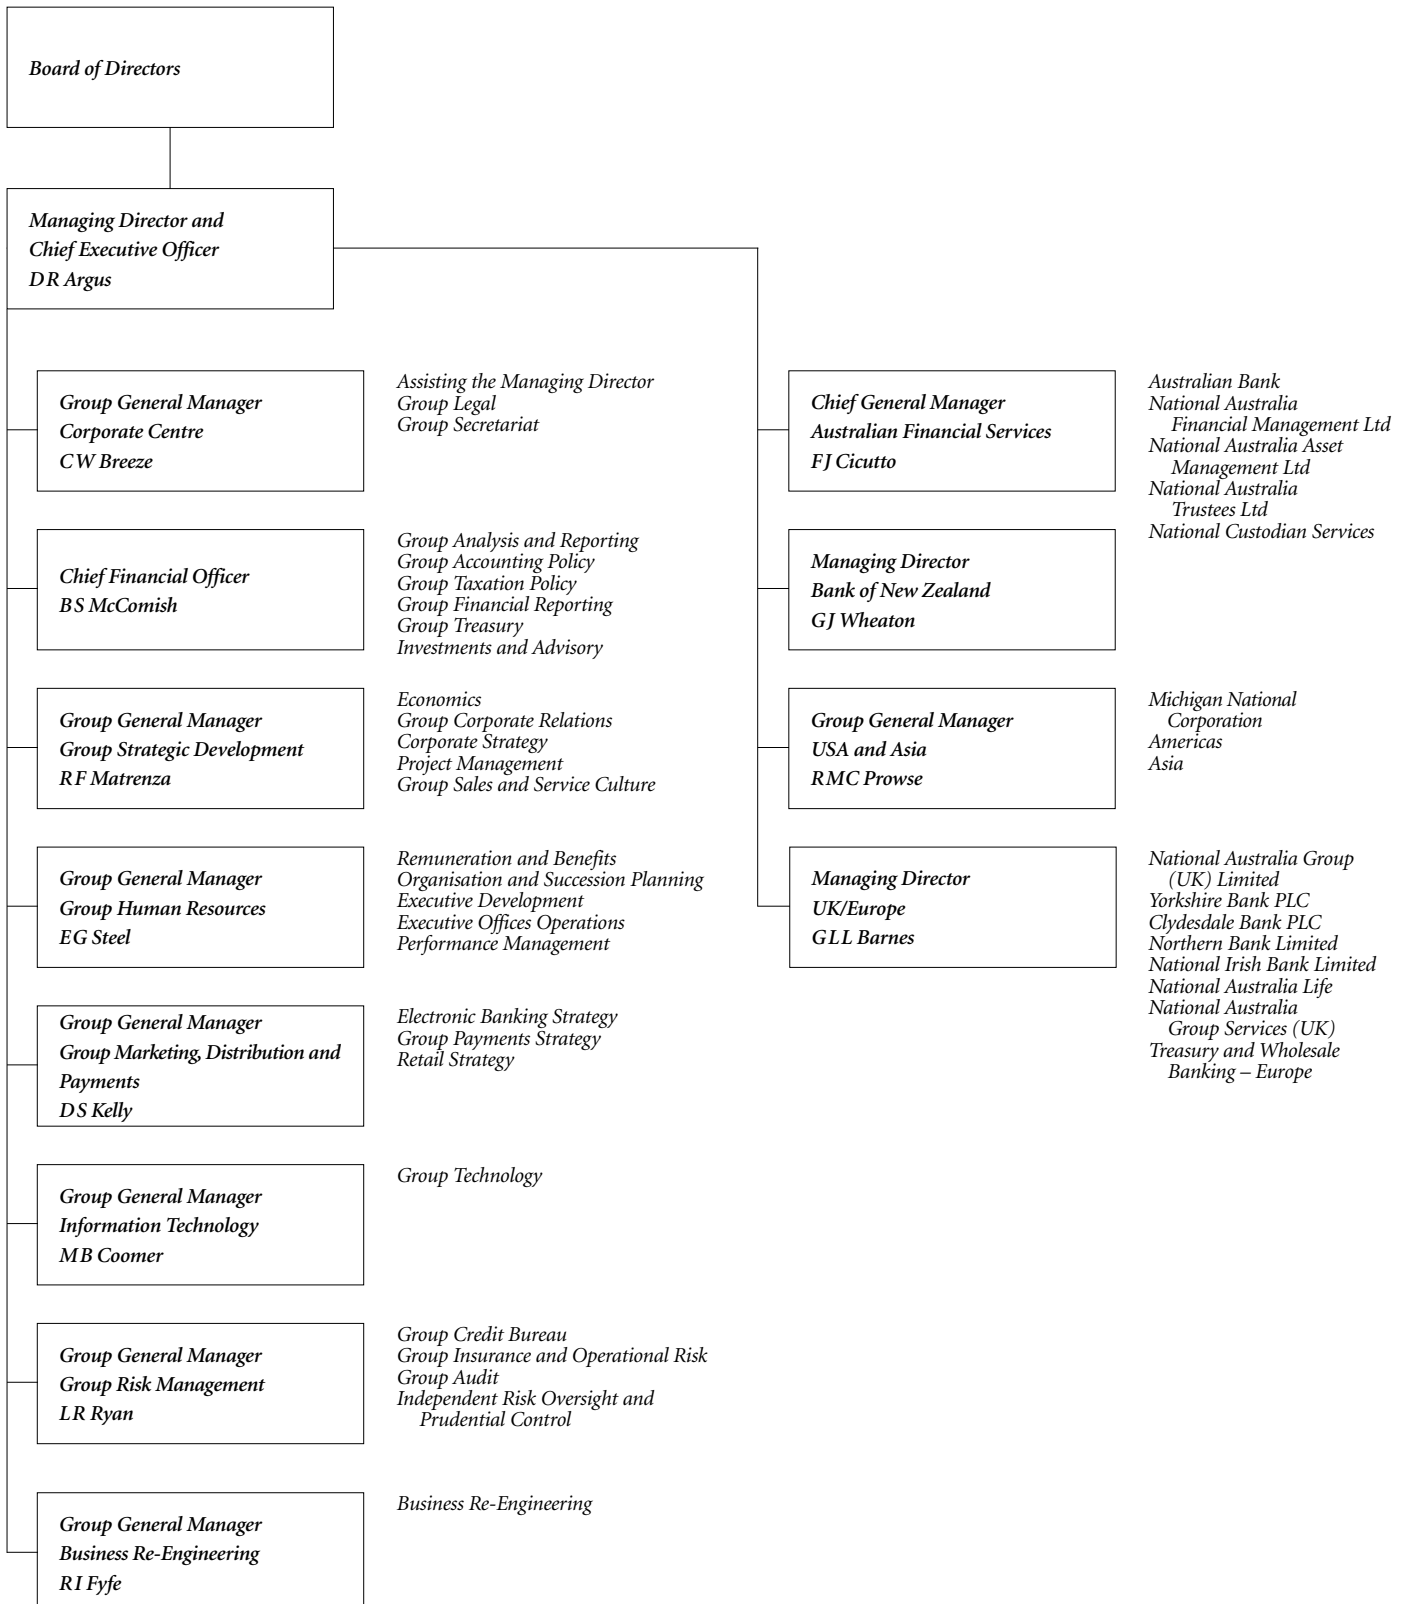 Board of Directors
Managing Director and
Chief Executive Officer
DR Argus
Group General Manager
Corporate Centre
CW Breeze
Assisting the Managing Director
Group Legal
Group Secretariat
Chief Financial Officer
BS McComish
Group Analysis and Reporting
Group Accounting Policy
Group Taxation Policy
Group Financial Reporting
Group Treasury
Investments and Advisory
Group General Manager
Group Strategic Development
RF Matrenza
Economics
Group Corporate Relations
Corporate Strategy
Project Management
Group Sales and Service Culture
Group General Manager
Group Human Resources
EG Steel
Remuneration and Benefits
Organisation and Succession Planning
Executive Development
Executive Offices Operations
Performance Management
Group General Manager
Group Marketing, Distribution and
Payments
DS Kelly
Electronic Banking Strategy
Group Payments Strategy
Retail Strategy
Group General Manager
Information Technology
MB Coomer
Group Technology
Group General Manager
Group Risk Management
LR Ryan
Group Credit Bureau
Group Insurance and Operational Risk
Group Audit
Independent Risk Oversight and
Prudential Control
Group General Manager
Business Re-Engineering
RI Fyfe
Business Re-Engineering
Chief General Manager
Australian Financial Services
FJ Cicutto
Australian Bank
National Australia
Financial Management Ltd
National Australia Asset
Management Ltd
National Australia
Trustees Ltd
National Custodian Services
Managing Director
Bank of New Zealand
GJ Wheaton
Group General Manager
USA and Asia
RMC Prowse
Michigan National
Corporation
Americas
Asia
Managing Director
UK/Europe
GLL Barnes
National Australia Group
(UK) Limited
Yorkshire Bank PLC
Clydesdale Bank PLC
Northern Bank Limited
National Irish Bank Limited
National Australia Life
National Australia
Group Services (UK)
Treasury and Wholesale
Banking – Europe